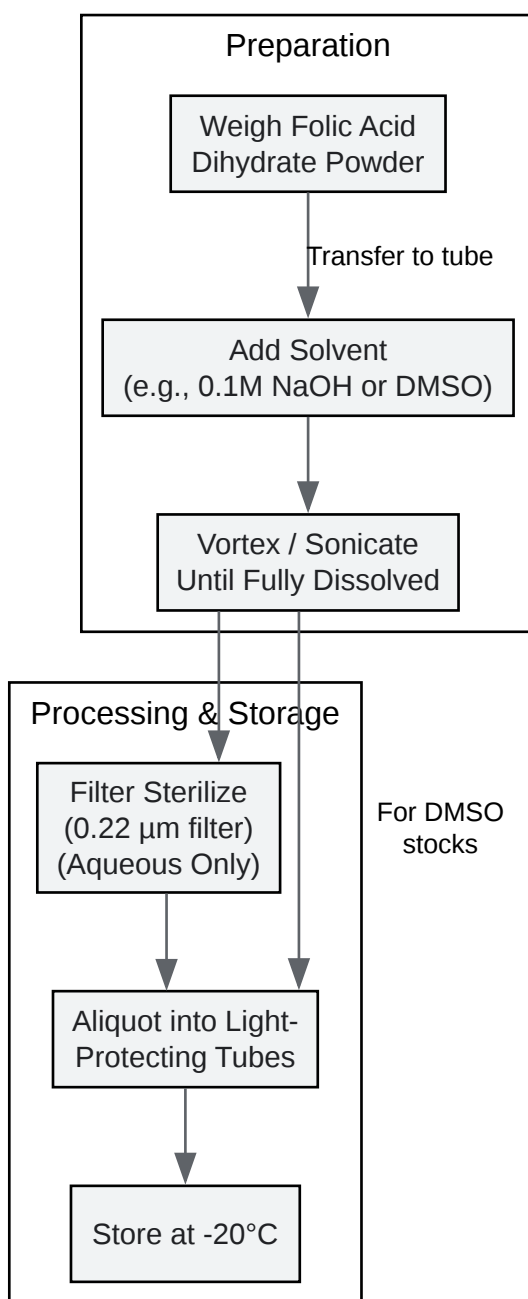 Preparation
Weigh Folic Acid
Dihydrate Powder
Transfer to tube
Add Solvent
(e.g., 0.1M NaOH or DMSO)
Vortex / Sonicate
Until Fully Dissolved
Processing & Storage
Filter Sterilize
(0.22 µm filter)
(Aqueous Only)
For DMSO
stocks
Aliquot into Light-
Protecting Tubes
Store at -20°C